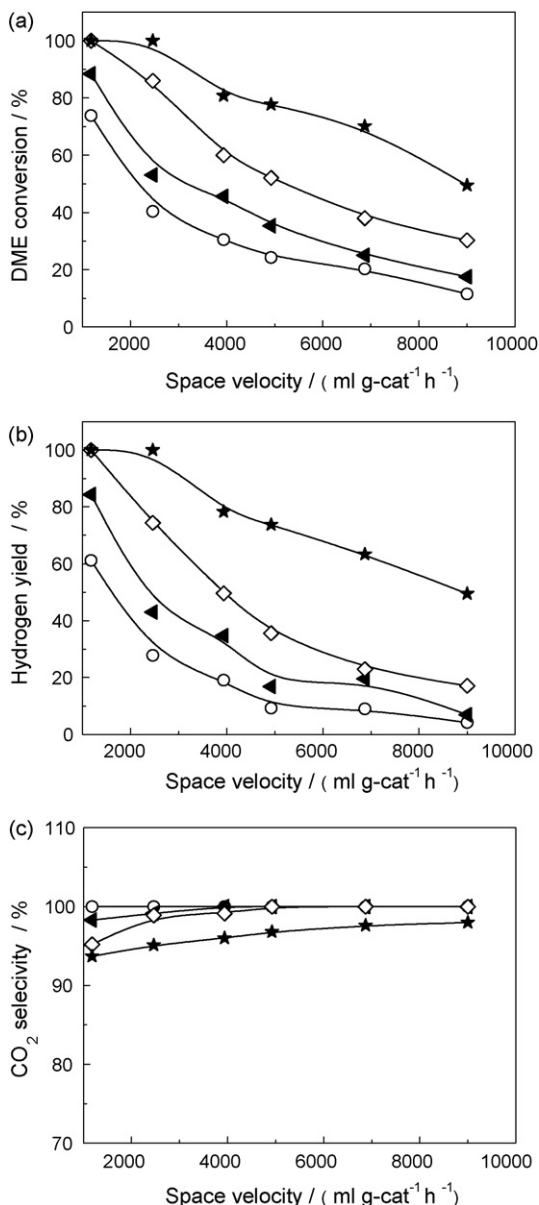 (a)
100
80
60
40
20
0
DME conversion / %
2000 4000 6000 8000 10000
Space velocity / ( ml g-cat⁻¹ h⁻¹ )
(b)
100
80
60
40
20
0
Hydrogen yield / %
2000 4000 6000 8000 10000
Space velocity / ( ml g-cat⁻¹ h⁻¹ )
(c)
110
100
90
80
70
CO₂ selecivity / %
2000 4000 6000 8000 10000
Space velocity / ( ml g-cat⁻¹ h⁻¹ )